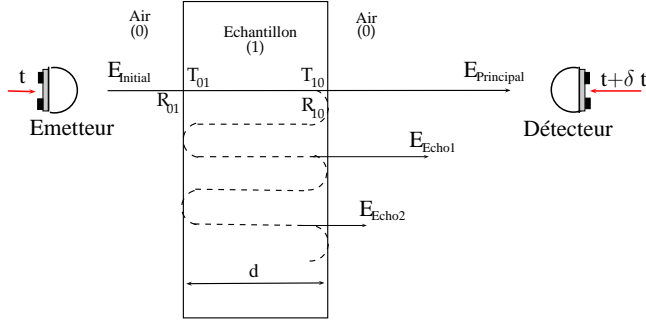 Air
(0)
Echantillon
(1)
Air
(0)
t
E_Initial
T_01
T_10
E_Principal
t+δ t
R_01
R_10
Emetteur
Détecteur
E_Echo1
E_Echo2
d